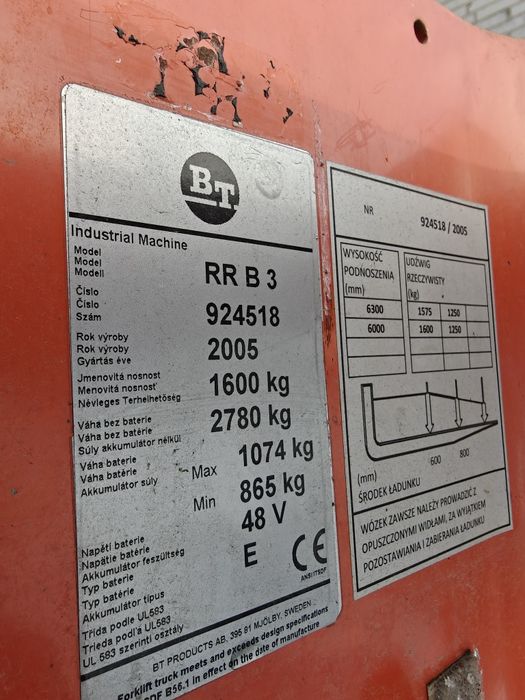 BT
Industrial Machine
Model
Model
Modell
RR B 3
Číslo
Číslo
Szám
924518
Rok výroby
Rok výroby
Gyártás éve
2005
Jmenovitá nosnost
Menovitá nosnosť
Névleges Terhelhetőség
1600 kg
Váha bez baterie
Váha bez batérie
Súly akkumulátor nélkül
2780 kg
Váha baterie
Váha batérie
Akkumulátor súly
Max 1074 kg
Min 865 kg
Napětí baterie
Napätie batérie
Akkumulátor feszültség
48 V
Typ baterie
Typ batérie
Akkumulátor típus
E
CE
Třída podle UL583
Trieda podľa UL583
UL 583 szerinti osztály
BT PRODUCTS AB, 395 81 MJÖLBY, SWEDEN
Forklift truck meets and exceeds design specifications
B56.1 in effect on the date of manufacture
NR 924518 / 2005
WYSOKOŚĆ PODNOSZENIA (mm)
UDŹWIG RZECZYWISTY (kg)
6300 1575 1250
6000 1600 1250
(mm) 600 800
ŚRODEK ŁADUNKU
WÓZEK ZAWSZE NALEŻY PROWADZIĆ Z
OPUSZCZONYMI WIDŁAMI, ZA WYJĄTKIEM
POZOSTAWIANIA I ZABIERANIA ŁADUNKU